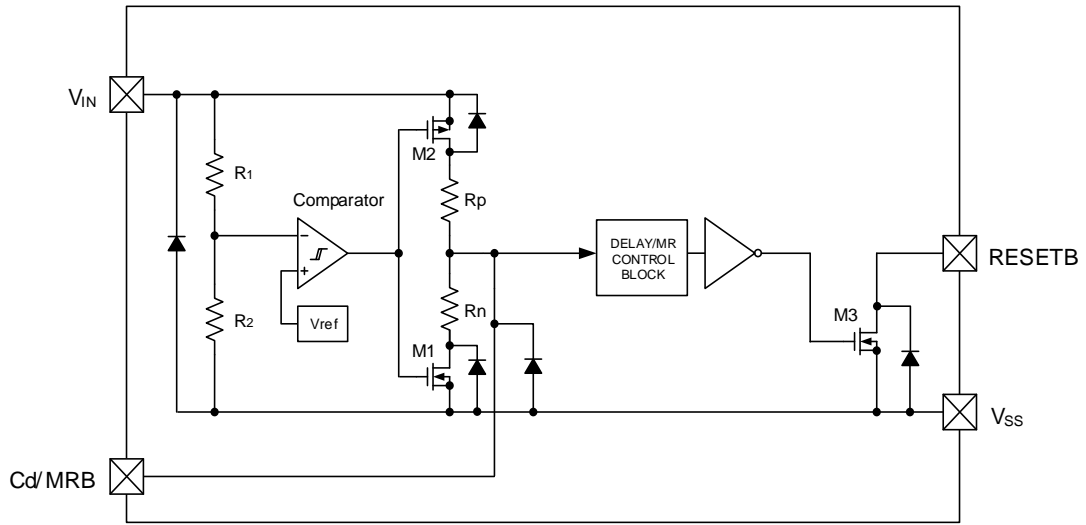 VIN
M2
R1
Comparator
Rp
−
+
DELAY/MR
CONTROL
BLOCK
RESETB
Rn
R2
Vref
M1
M3
VSS
Cd/MRB